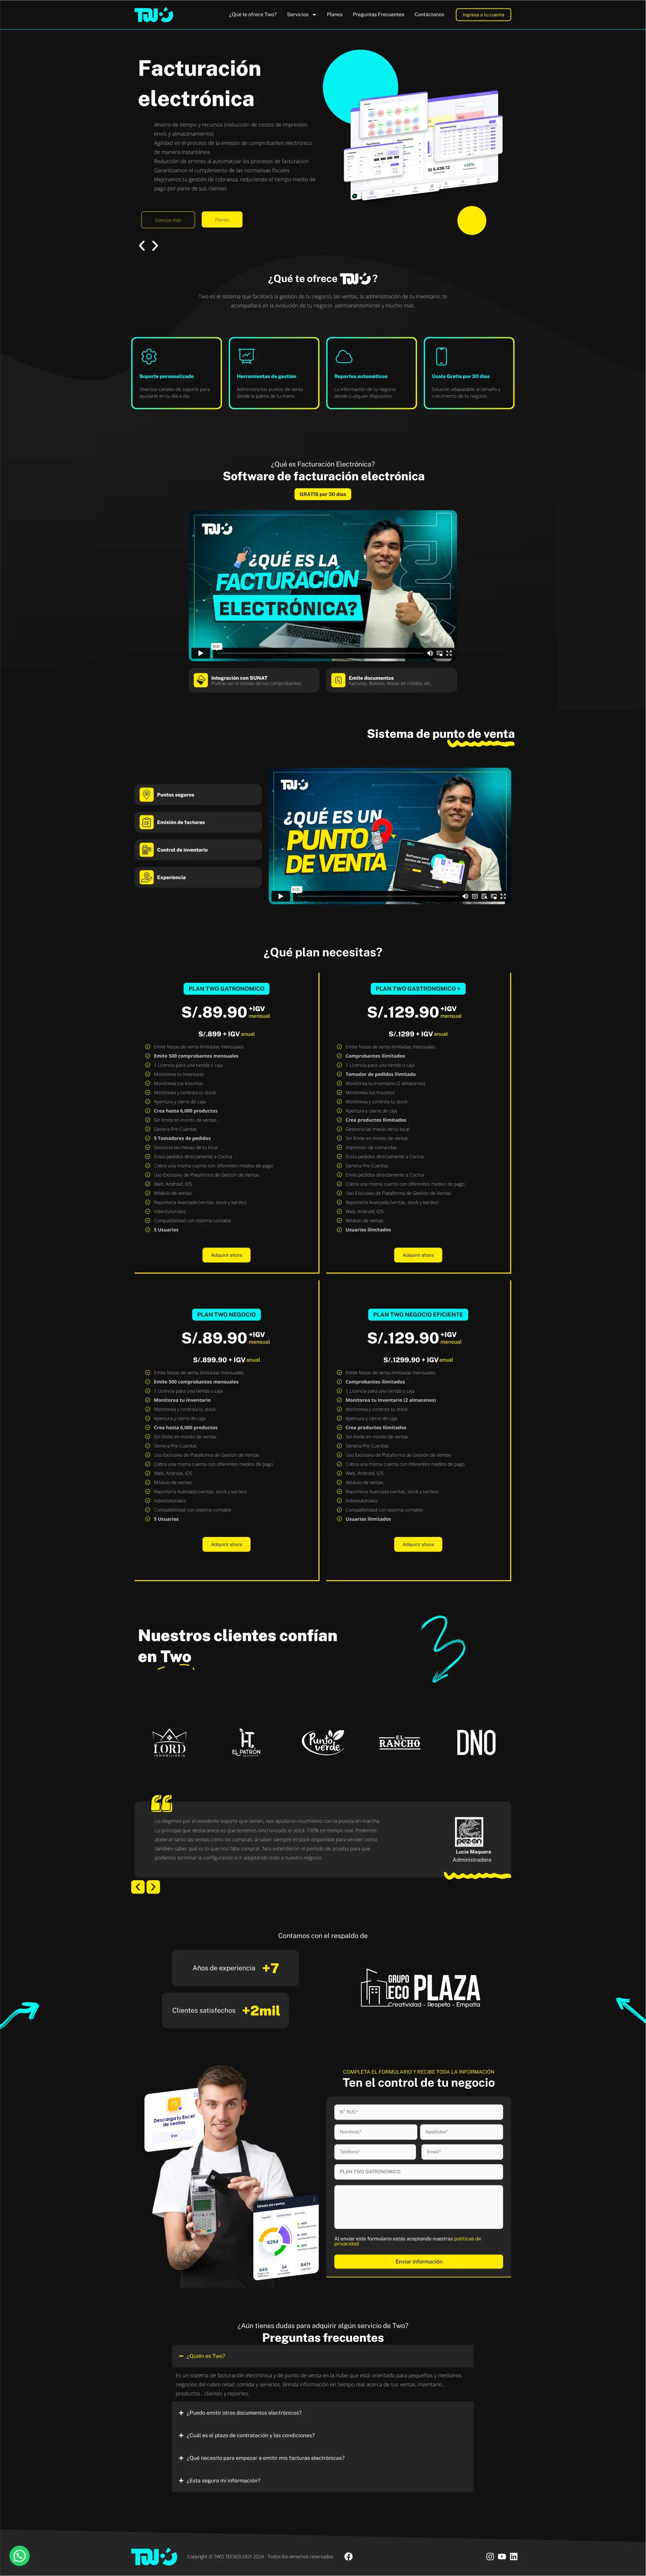 TWO
¿Qué te ofrece Two?
Servicios
Planes
Preguntas Frecuentes
Contáctanos
Ingresa a tu cuenta
Facturación
electrónica
Ahorro de tiempo y recursos (reducción de costos de impresión,
envío y almacenamiento)
Agilidad en el proceso de la emisión de comprobantes electrónico
de manera instantánea
Reducción de errores al automatizar los procesos de facturación
Garantizamos el cumplimiento de las normativas fiscales
Mejoramos tu gestión de cobranza, reduciendo el tiempo medio de
pago por parte de sus clientes
Conoce más
Planes
¿Qué te ofrece TWO ?
Two es el sistema que facilitará la gestión de tu negocio, las ventas, la administración de tu inventario, te
acompañara en la evolución de tu negocio permanentemente y mucho más.
Soporte personalizado
Diversos canales de soporte para
ayudarte en tu día a día.
Herramientas de gestión
Administra tus puntos de venta
desde la palma de tu mano.
Reportes automáticos
La información de tu negocio
desde cualquier dispositivo.
Úsalo Gratis por 30 días
Solución adapatable al tamaño y
crecimiento de tu negocio.
¿Qué es Facturación Electrónica?
Software de facturación electrónica
GRATIS por 30 días
TWO
¿QUÉ ES LA
FACTURACIÓN
ELECTRÓNICA?
Integración con SUNAT
Podrás ver el estado de tus comprobantes
Emite documentos
Facturas, Boletas, Notas de crédito, etc.
Sistema de punto de venta
Puntos seguros
Emisión de facturas
Control de inventario
Experiencia
TWO
¿QUÉ ES UN
PUNTO
DE VENTA
¿Qué plan necesitas?
PLAN TWO GATRONOMICO
S/.89.90 +IGV
mensual
S/.899 + IGV anual
Emite Notas de venta ilimitadas mensuales
Emite 500 comprobantes mensuales
1 Licencia para una tienda o caja
Monitorea tu Inventario
Monitorea tus Insumos
Monitorea y controla tu stock
Apertura y cierre de caja
Crea hasta 6,000 productos
Sin límite en monto de ventas
Genera Pre-Cuentas
5 Tomadores de pedidos
Gestiona las mesas de tu local
Envía pedidos directamente a Cocina
Cobra una misma cuenta con diferentes medios de pago
Uso Exclusivo de Plataforma de Gestión de Ventas
Web, Android, iOS
Módulo de ventas
Reportería Avanzada (ventas, stock y kardex)
Videotutoriales
Compatibilidad con sistema contable
5 Usuarios
Adquirir ahora
PLAN TWO GASTRONOMICO +
S/.129.90 +IGV
mensual
S/.1299 + IGV anual
Emite Notas de venta ilimitadas mensuales
Comprobantes ilimitados
1 Licencia para una tienda o caja
Tomador de pedidos ilimitado
Monitorea tu Inventario (2 almacenes)
Monitorea tus Insumos
Monitorea y controla tu stock
Apertura y cierre de caja
Crea productos ilimitados
Gestiona las mesas de tu local
Sin límite en monto de ventas
Impresión de comandas
Envía pedidos directamente a Cocina
Genera Pre-Cuentas
Envía pedidos directamente a Cocina
Cobra una misma cuenta con diferentes medios de pago
Uso Exclusivo de Plataforma de Gestión de Ventas
Reportería Avanzada (ventas, stock y kardex)
Web, Android, iOS
Módulo de ventas
Usuarios ilimitados
Adquirir ahora
PLAN TWO NEGOCIO
S/.89.90 +IGV
mensual
S/.899.90 + IGV anual
Emite Notas de venta ilimitadas mensuales
Emite 500 comprobantes mensuales
1 Licencia para una tienda o caja
Monitorea tu Inventario
Monitorea y controla tu stock
Apertura y cierre de caja
Crea hasta 6,000 productos
Sin límite en monto de ventas
Genera Pre-Cuentas
Uso Exclusivo de Plataforma de Gestión de Ventas
Cobra una misma cuenta con diferentes medios de pago
Web, Android, iOS
Módulo de ventas
Reportería Avanzada (ventas, stock y kardex)
Videotutoriales
Compatibilidad con sistema contable
5 Usuarios
Adquirir ahora
PLAN TWO NEGOCIO EFICIENTE
S/.129.90 +IGV
mensual
S/.1299.90 + IGV anual
Emite Notas de venta ilimitadas mensuales
Comprobantes ilimitados
1 Licencia para una tienda o caja
Monitorea tu Inventario (2 almacenes)
Monitorea y controla tu stock
Apertura y cierre de caja
Crea productos ilimitados
Sin límite en monto de ventas
Genera Pre-Cuentas
Uso Exclusivo de Plataforma de Gestión de Ventas
Cobra una misma cuenta con diferentes medios de pago
Web, Android, iOS
Módulo de ventas
Reportería Avanzada (ventas, stock y kardex)
Videotutoriales
Compatibilidad con sistema contable
Usuarios ilimitados
Adquirir ahora
Nuestros clientes confían
en Two
LORD
INMOBILIARIA
EL PATRÓN
Punto
verde
EL
RANCHO
DNO
Lo elegimos por el excelente soporte que tienen, nos ayudaron muchísimo con la puesta en marcha.
Lo principal que destacamos es que tenemos sincronizado el stock 100% en tiempo real. Podemos
acelerar tanto las ventas como las compras, al saber siempre el stock disponible para vender como
también saber qué es lo que nos falta comprar. Nos extendieron el periodo de prueba para que
podamos terminar la configuración e ir adaptando todo a nuestro negocio.
Lucía Maquera
Administradora
Contamos con el respaldo de
Años de experiencia +7
Clientes satisfechos +2mil
GRUPO
ECO PLAZA
Creatividad - Respeto - Empatía
Descarga tu Excel
de ventas
Ver
Estado de ventas
$254
COMPLETA EL FORMULARIO Y RECIBE TODA LA INFORMACIÓN
Ten el control de tu negocio
N° RUC*
Nombres*
Apellidos*
Teléfono*
Email*
PLAN TWO GATRONOMICO
Al enviar este formulario estás aceptando nuestras políticas de
privacidad
Enviar información
¿Aún tienes dudas para adquirir algún servicio de Two?
Preguntas frecuentes
¿Quién es Two?
Es un sistema de facturación electrónica y de punto de venta en la nube que está orientado para pequeños y medianos
negocios del rubro retail, comida y servicios. Brinda información en tiempo real acerca de tus ventas, inventario ,
productos , clientes y reportes.
¿Puedo emitir otros documentos electrónicos?
¿Cuál es el plazo de contratación y las condiciones?
¿Qué necesito para empezar a emitir mis facturas electrónicas?
¿Esta segura mi información?
TWO
Copyright © TWO TECNOLOGY 2024 - Todos los derechos reservados